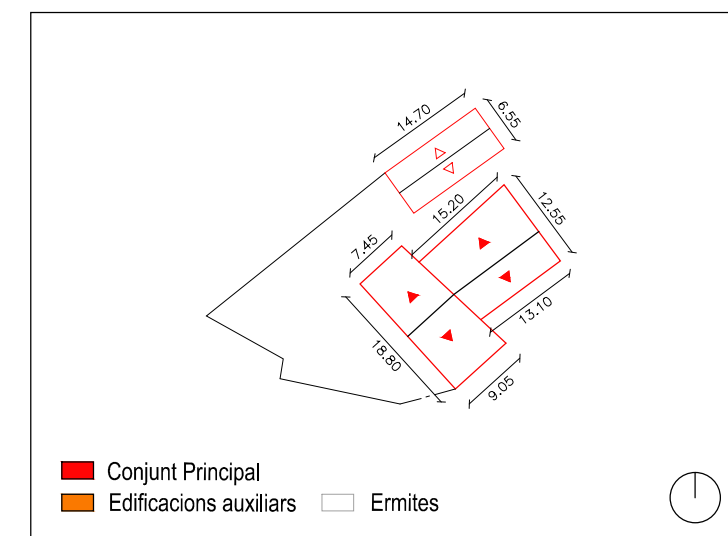 14.70
6.55
15.20
12.55
7.45
13.10
18.80
9.05
Conjunt Principal
Edificacions auxiliars
Ermites